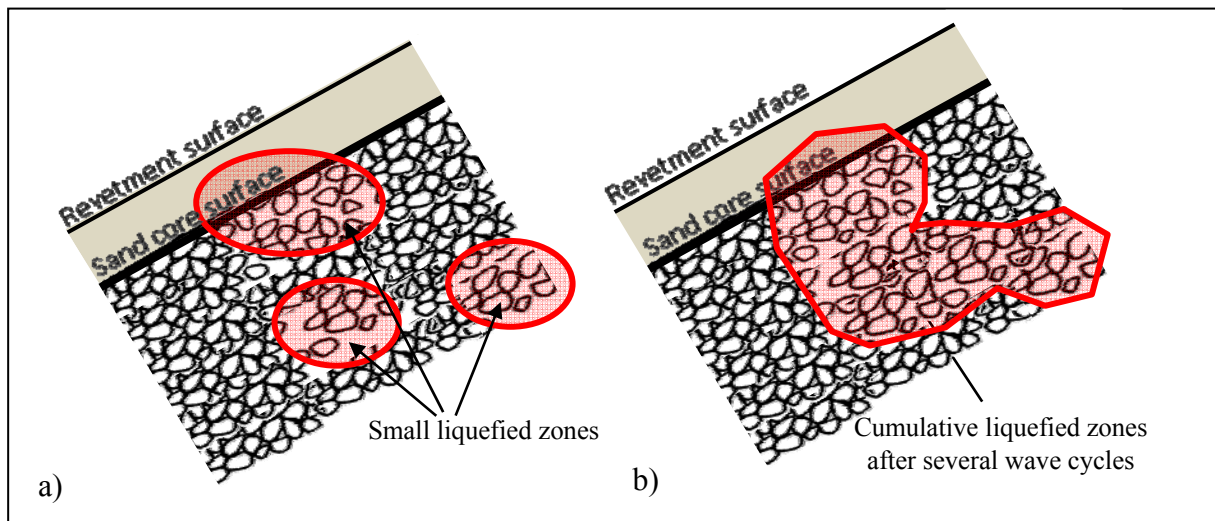 Revetment surface
Sand core surface
Small liquefied zones
a)
Revetment surface
Sand core surface
Cumulative liquefied zones
after several wave cycles
b)